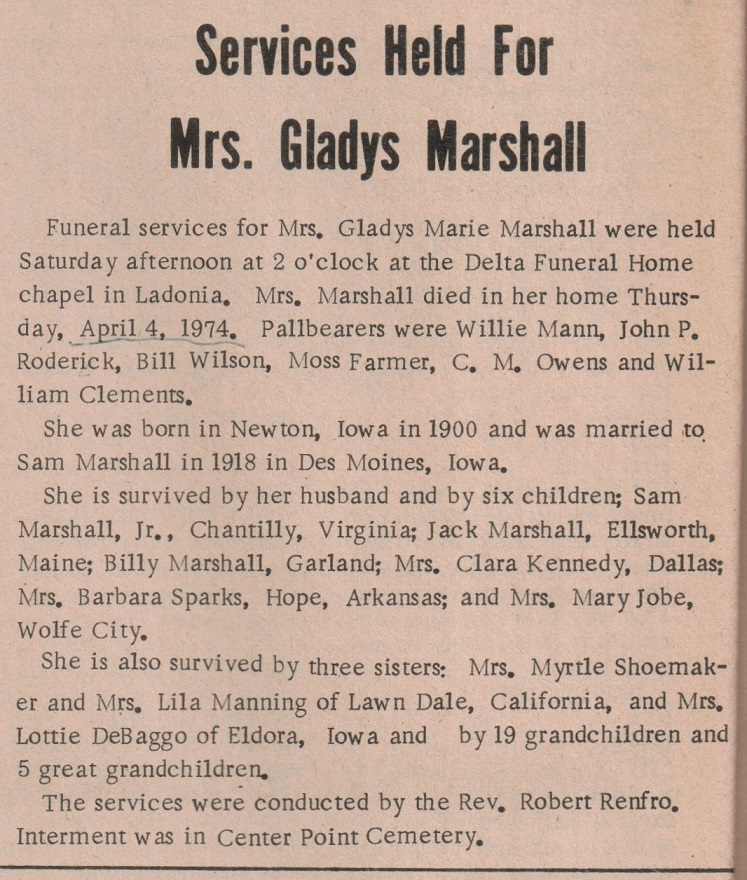 Services Held For
Mrs. Gladys Marshall
Funeral services for Mrs. Gladys Marie Marshall were held
Saturday afternoon at 2 o'clock at the Delta Funeral Home
chapel in Ladonia. Mrs. Marshall died in her home Thurs-
day, April 4, 1974. Pallbearers were Willie Mann, John P.
Roderick, Bill Wilson, Moss Farmer, C. M. Owens and Wil-
liam Clements.
She was born in Newton, Iowa in 1900 and was married to
Sam Marshall in 1918 in Des Moines, Iowa.
She is survived by her husband and by six children; Sam
Marshall, Jr., Chantilly, Virginia; Jack Marshall, Ellsworth,
Maine; Billy Marshall, Garland; Mrs. Clara Kennedy, Dallas;
Mrs. Barbara Sparks, Hope, Arkansas; and Mrs. Mary Jobe,
Wolfe City.
She is also survived by three sisters: Mrs. Myrtle Shoemak-
er and Mrs. Lila Manning of Lawn Dale, California, and Mrs.
Lottie DeBaggo of Eldora, Iowa and by 19 grandchildren and
5 great grandchildren.
The services were conducted by the Rev. Robert Renfro.
Interment was in Center Point Cemetery.